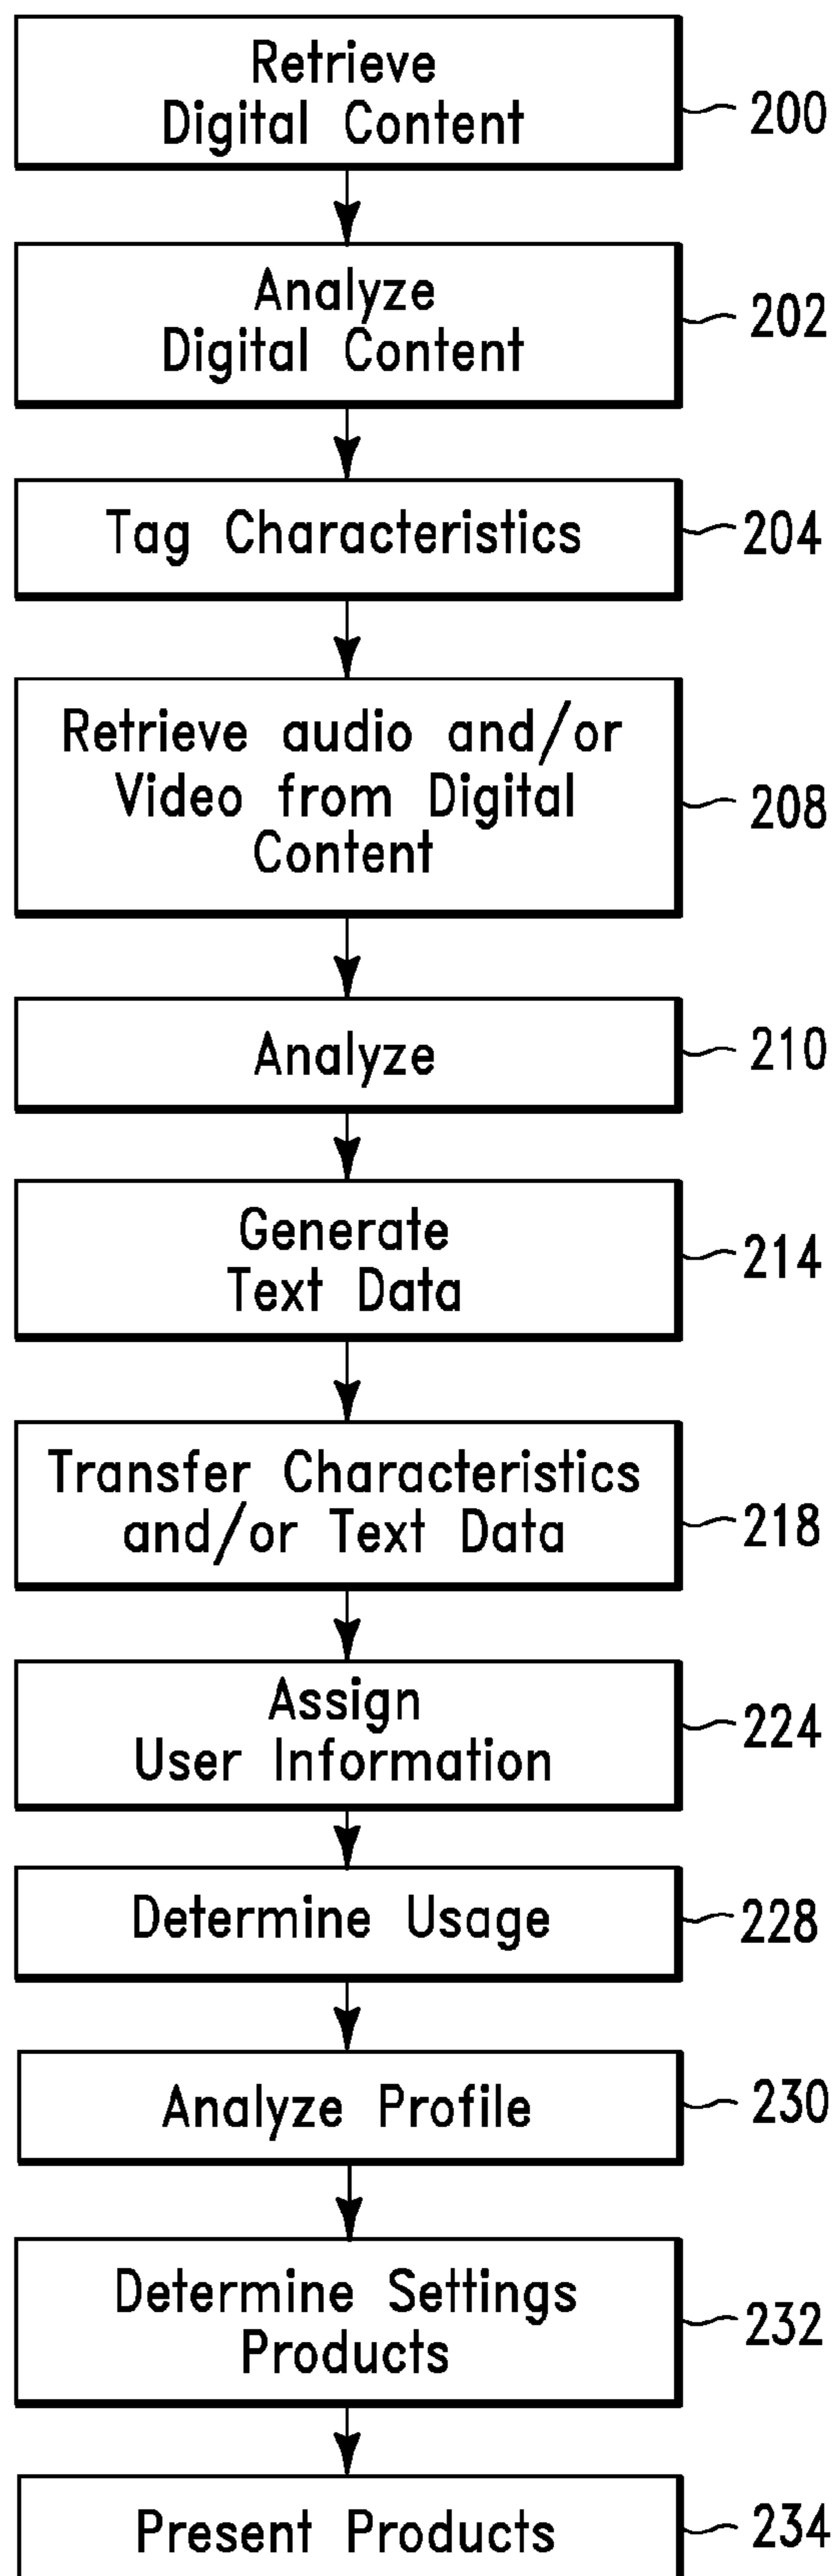 Retrieve
Digital Content
200
Analyze
Digital Content
202
Tag Characteristics
204
Retrieve audio and/or
Video from Digital
Content
208
Analyze
210
Generate
Text Data
214
Transfer Characteristics
and/or Text Data
218
Assign
User Information
224
Determine Usage
228
Analyze Profile
230
Determine Settings
Products
232
Present Products
234